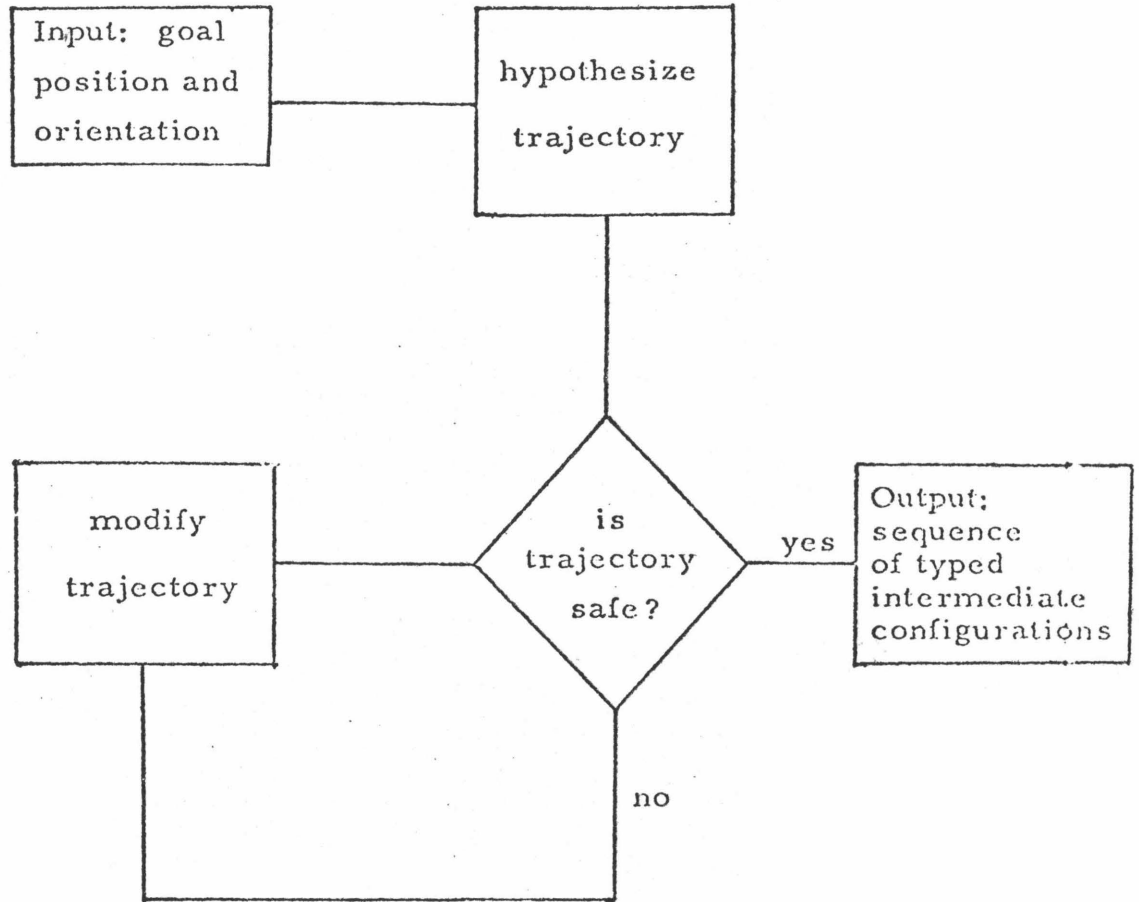 Input: goal
position and
orientation
hypothesize
trajectory
is
trajectory
safe?
yes
Output:
sequence
of typed
intermediate
configurations
modify
trajectory
no